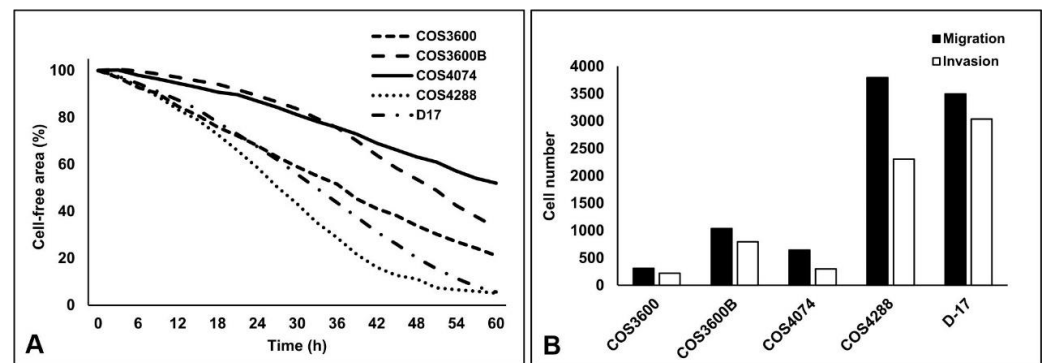 COS3600
COS3600B
COS4074
COS4288
D17
100
80
60
40
20
0
Cell-free area (%)
0 6 12 18 24 30 36 42 48 54 60
Time (h)
A
Migration
Invasion
4000
3500
3000
2500
2000
1500
1000
500
0
Cell number
COS3600
COS3600B
COS4074
COS4288
D-17
B